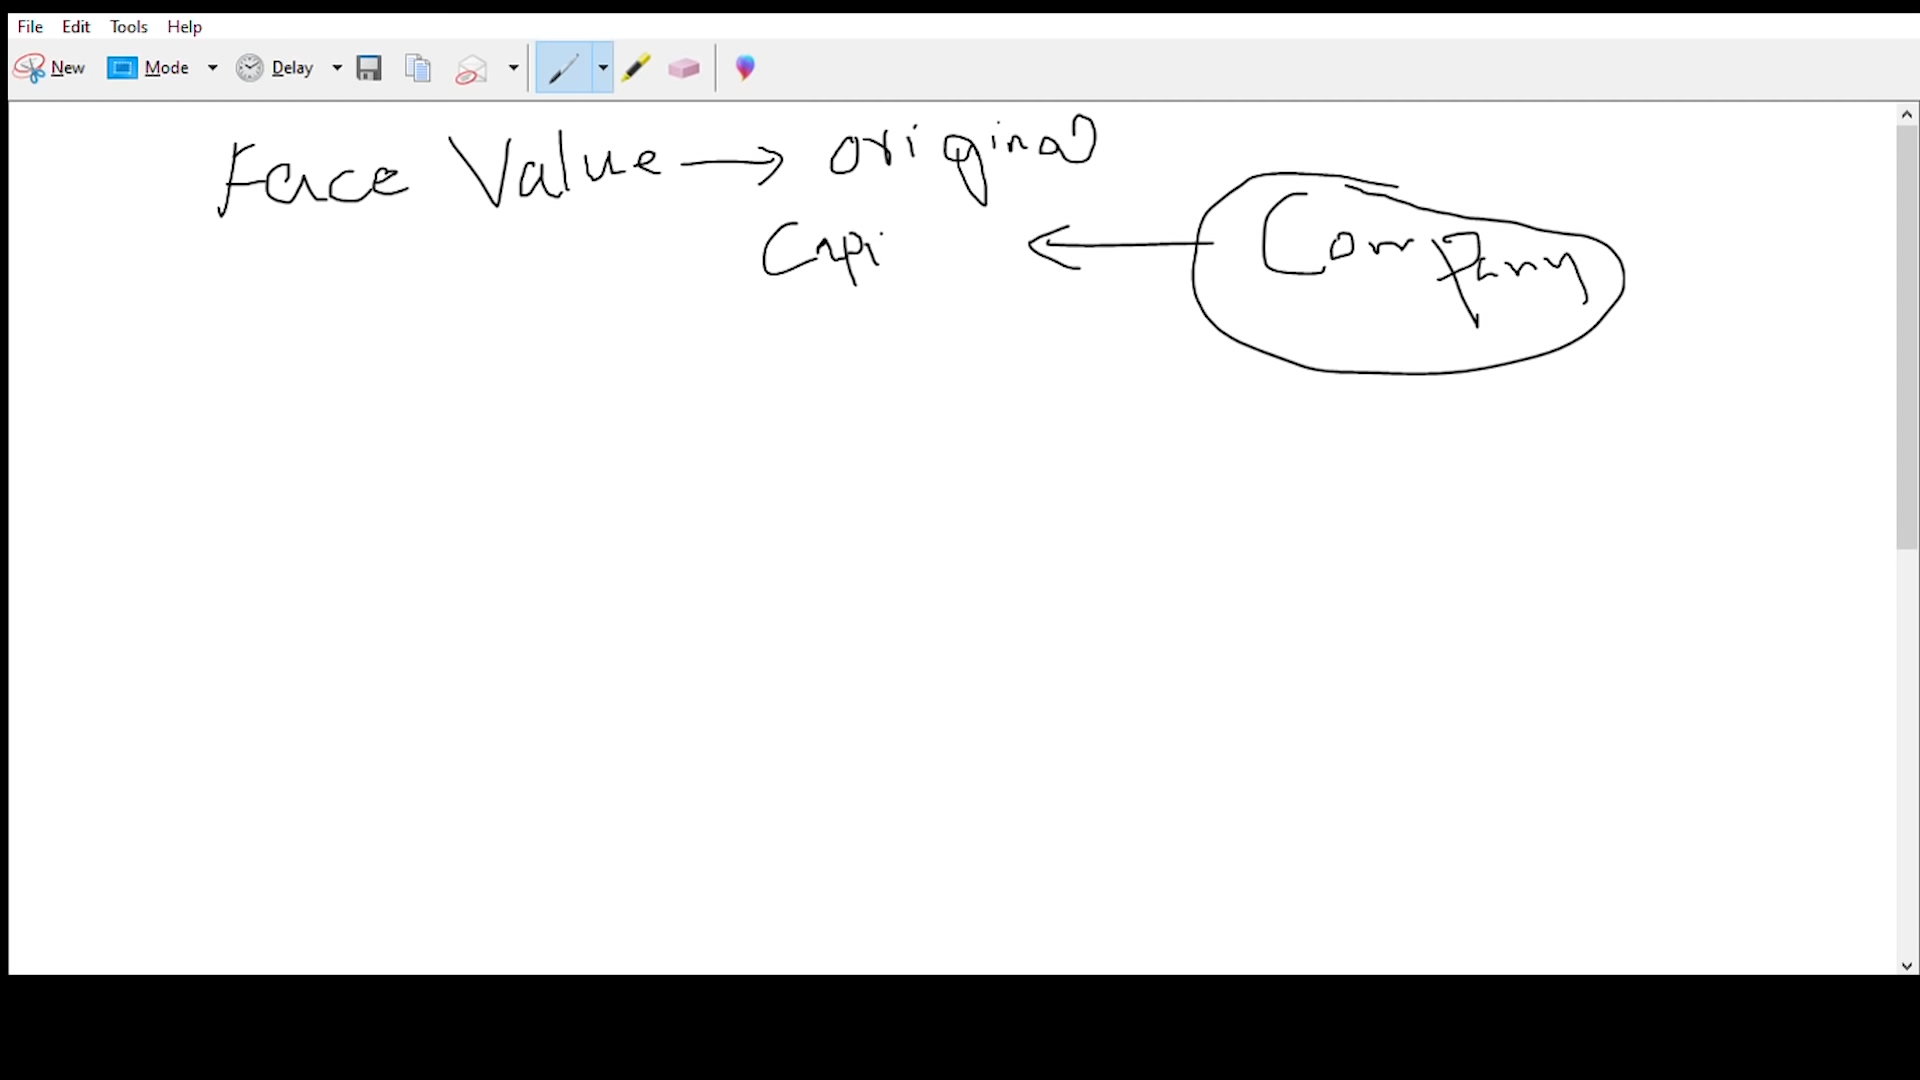 File Edit Tools Help
New Mode Delay
Face Value → original
Capi ← Company